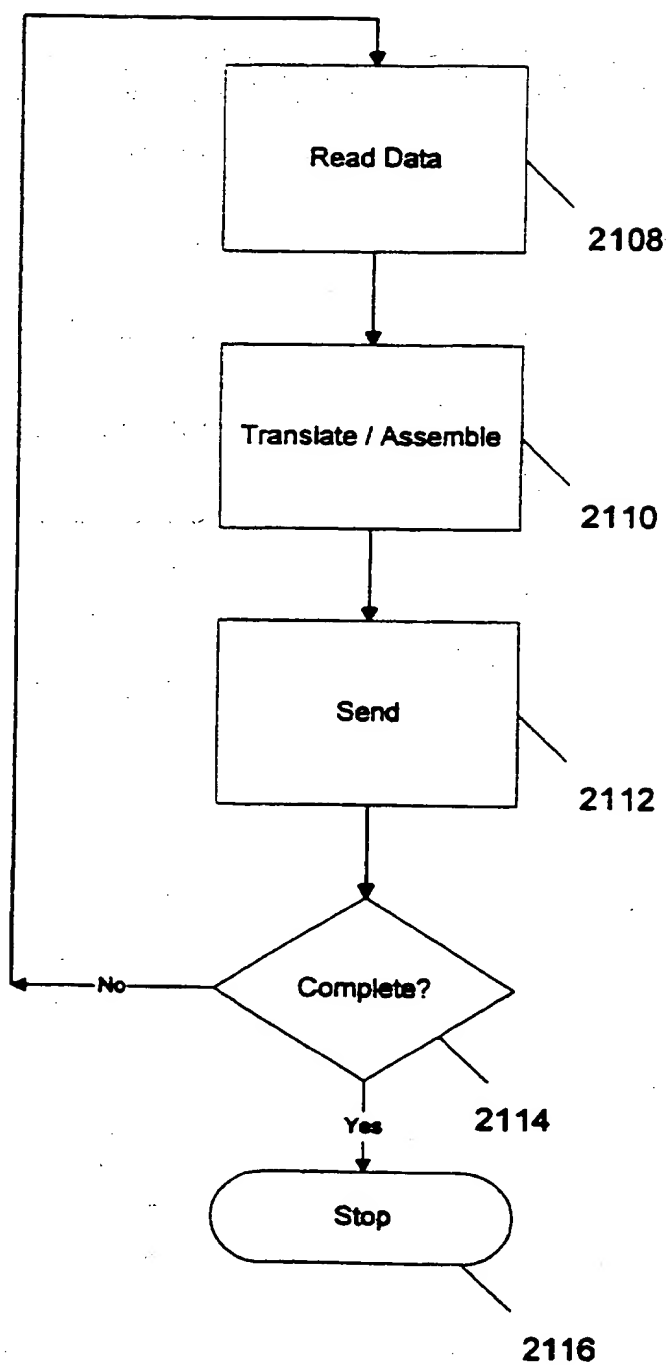 Read Data
2108
Translate / Assemble
2110
Send
2112
Complete?
No
2114
Yes
Stop
2116